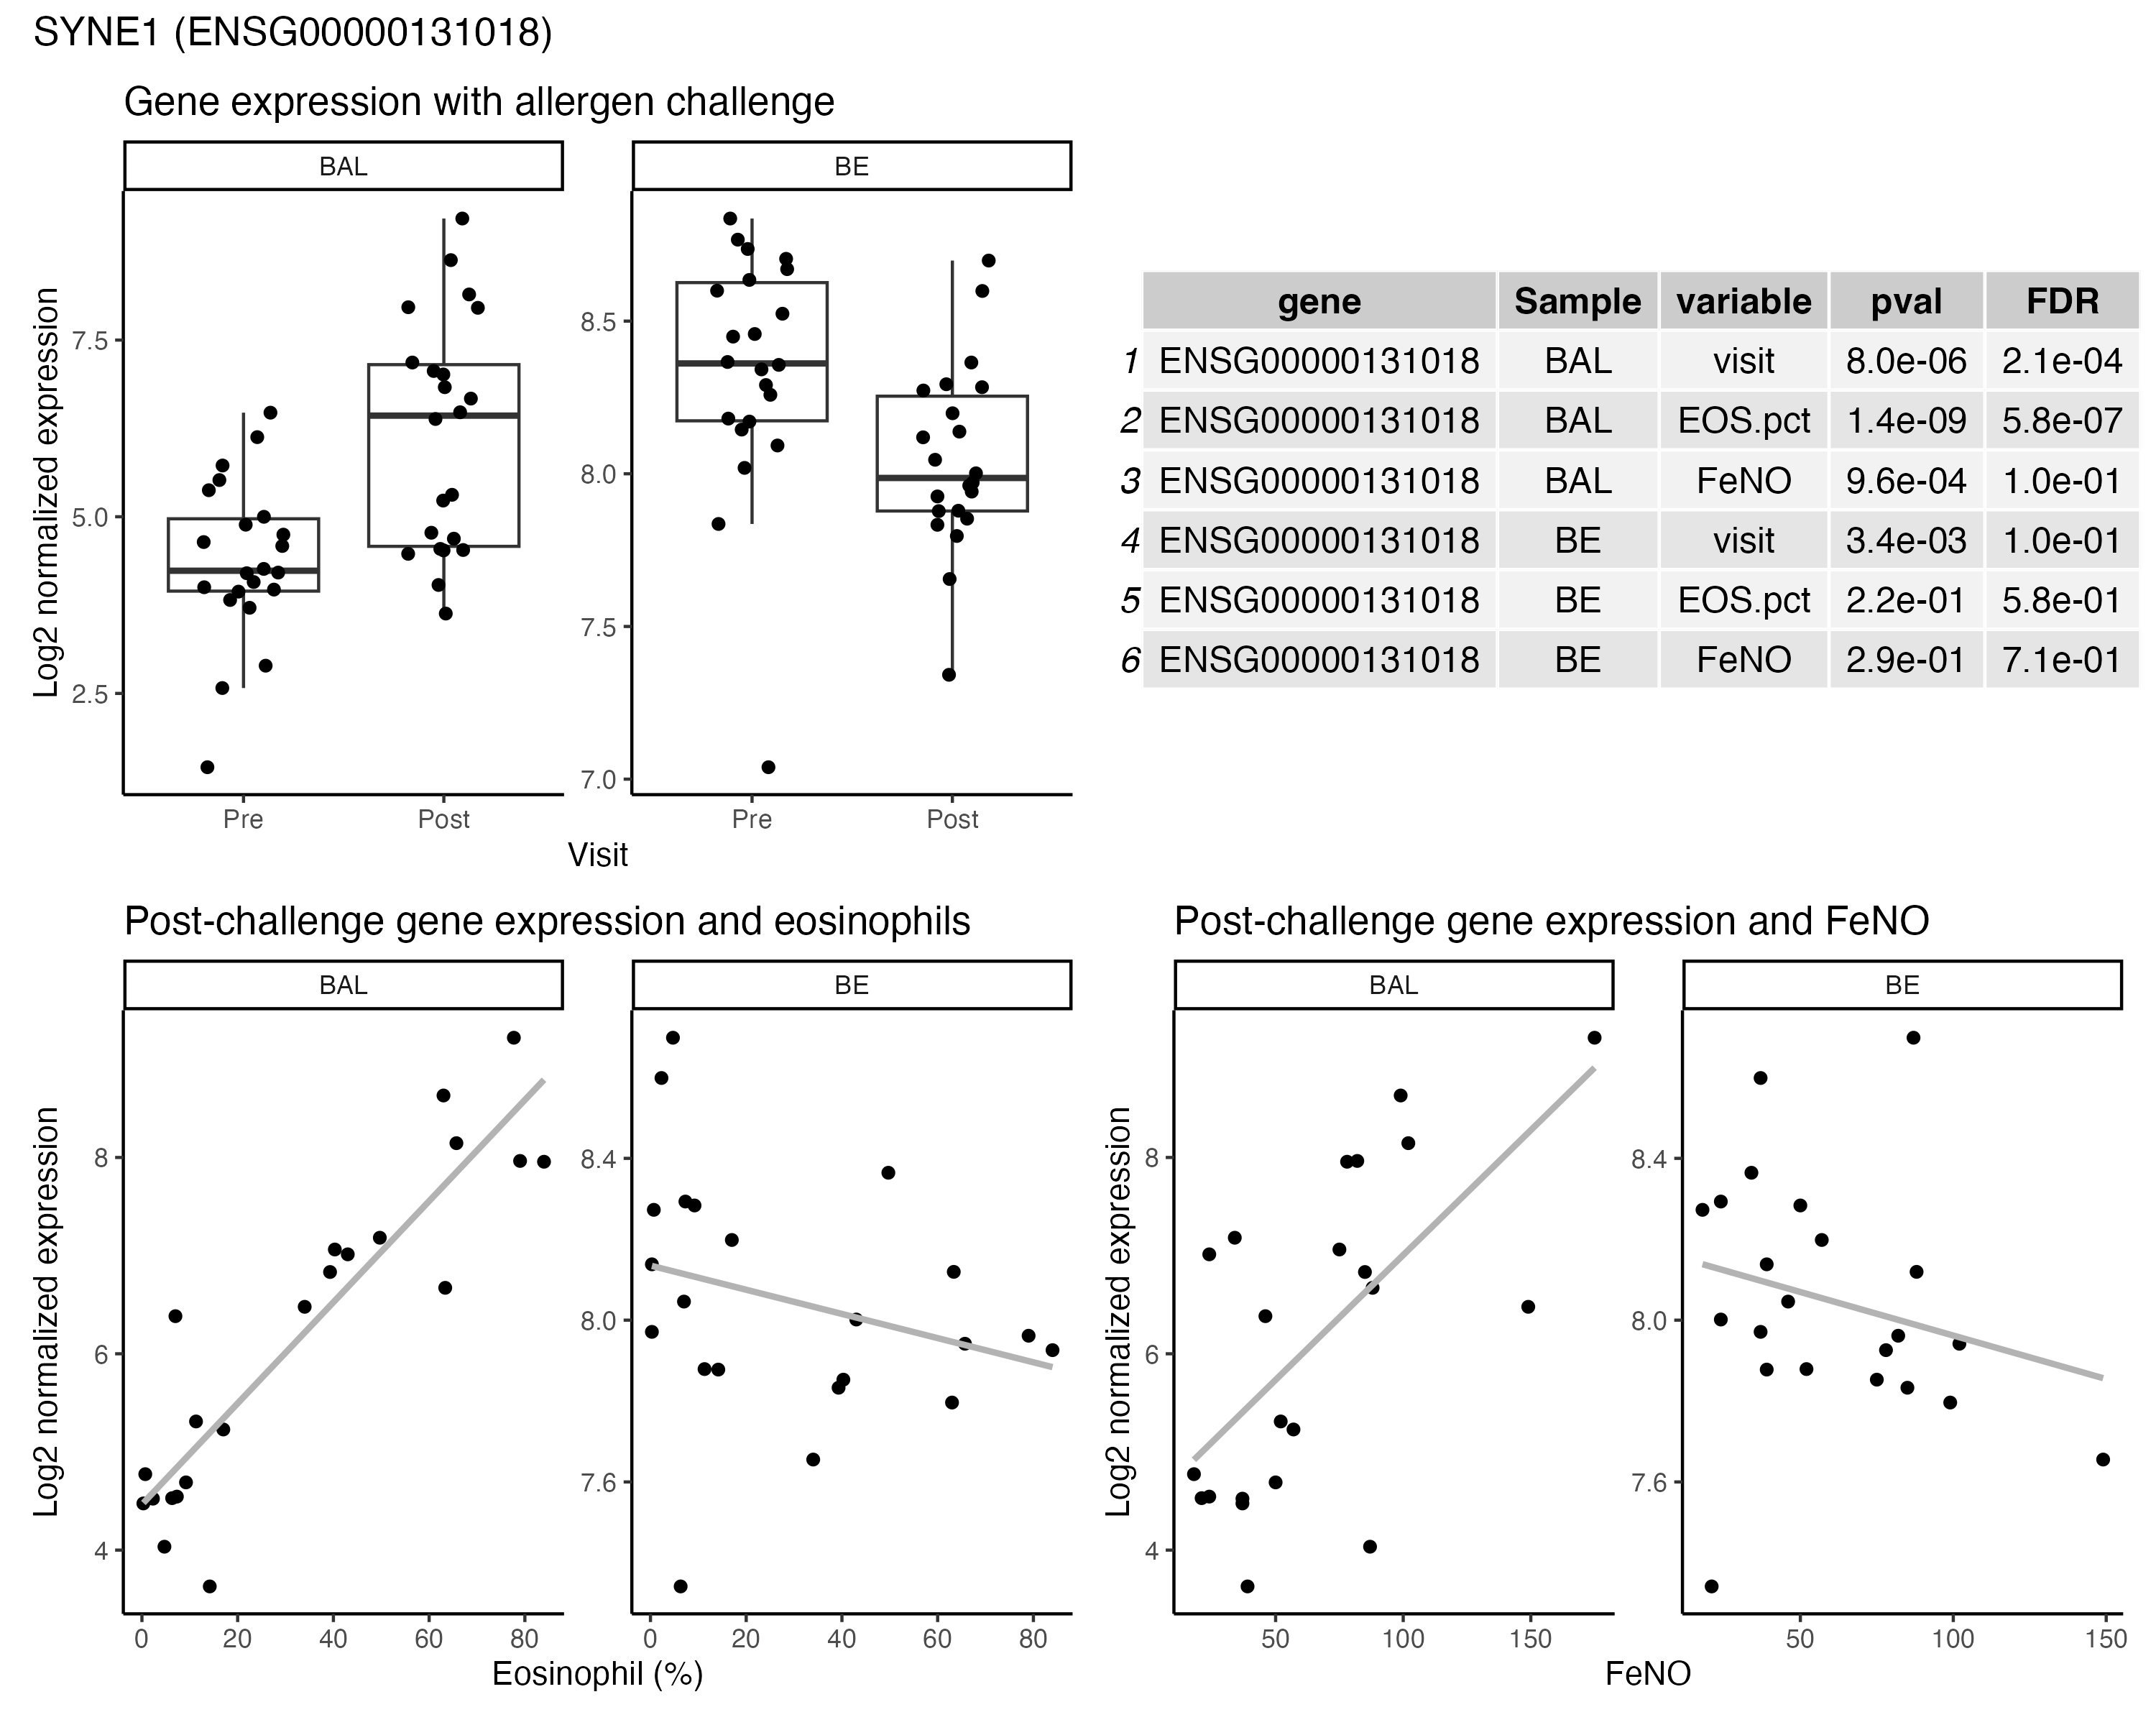 SYNE1 (ENSG00000131018)
Gene expression with allergen challenge
BAL
BE
Log2 normalized expression
7.5
5.0
2.5
8.5
8.0
7.5
7.0
Pre
Post
Pre
Post
Visit
gene Sample variable pval FDR
1 ENSG00000131018 BAL visit 8.0e-06 2.1e-04
2 ENSG00000131018 BAL EOS.pct 1.4e-09 5.8e-07
3 ENSG00000131018 BAL FeNO 9.6e-04 1.0e-01
4 ENSG00000131018 BE visit 3.4e-03 1.0e-01
5 ENSG00000131018 BE EOS.pct 2.2e-01 5.8e-01
6 ENSG00000131018 BE FeNO 2.9e-01 7.1e-01
Post-challenge gene expression and eosinophils
BAL
BE
Log2 normalized expression
8
6
4
8.4
8.0
7.6
0 20 40 60 80
0 20 40 60 80
Eosinophil (%)
Post-challenge gene expression and FeNO
BAL
BE
Log2 normalized expression
8
6
4
8.4
8.0
7.6
50 100 150
50 100 150
FeNO